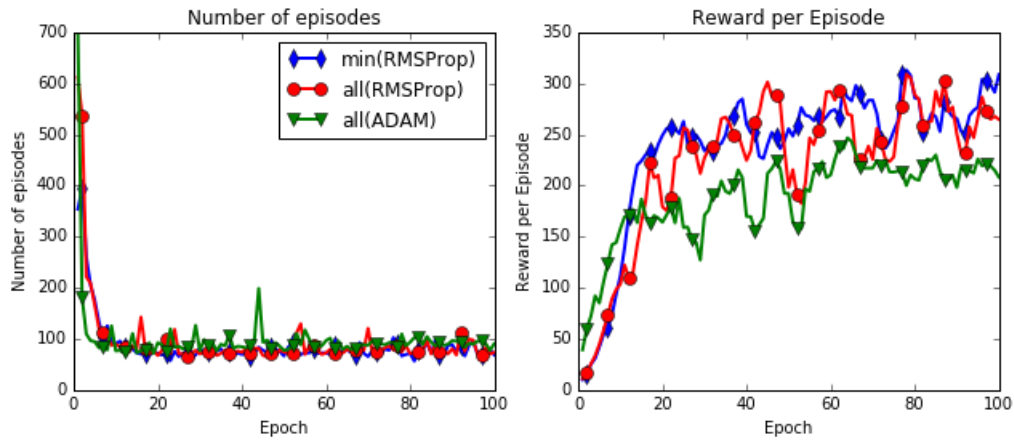 Number of episodes
Number of episodes
700
600
500
400
300
200
100
0
min(RMSProp)
all(RMSProp)
all(ADAM)
0 20 40 60 80 100
Epoch
Reward per Episode
Reward per Episode
350
300
250
200
150
100
50
0
0 20 40 60 80 100
Epoch